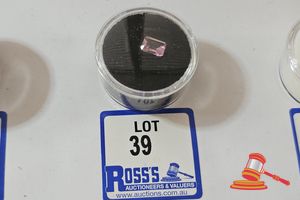 LOT
39
ROSS'S
AUCTIONEERS & VALUERS
www.auctions.com.au